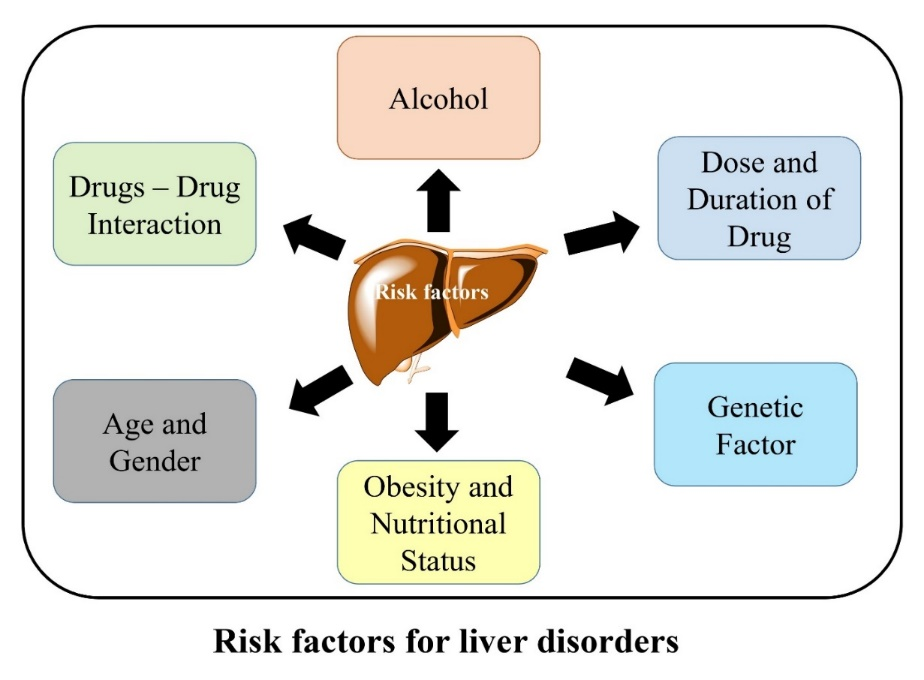 Alcohol
Drugs – Drug
Interaction
Dose and
Duration of
Drug
Risk factors
Age and
Gender
Genetic
Factor
Obesity and
Nutritional
Status
Risk factors for liver disorders